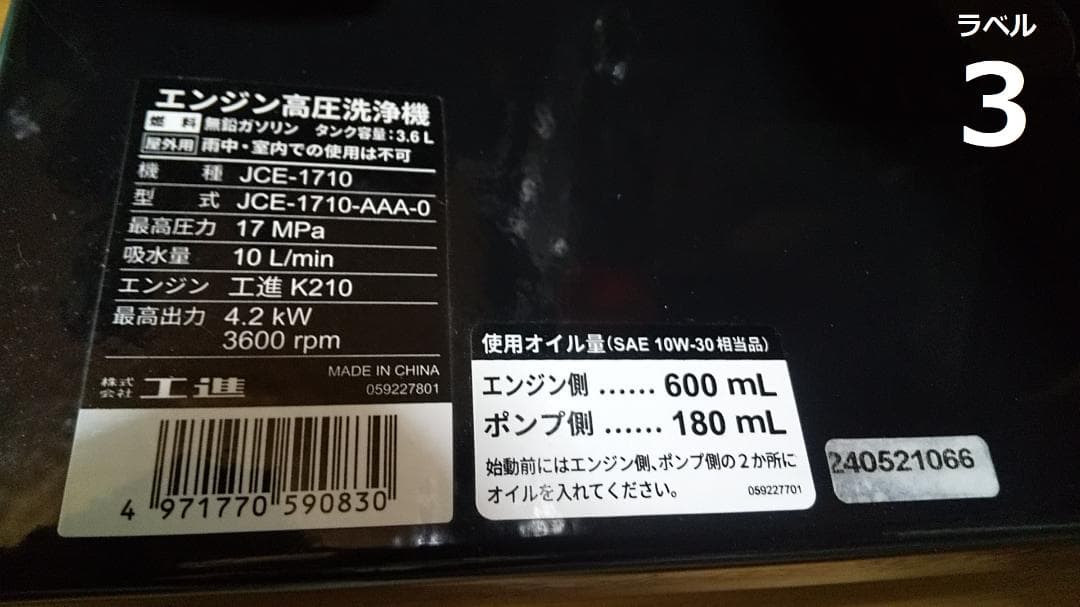 ラベル
3
エンジン高圧洗浄機
燃料 無鉛ガソリン タンク容量:3.6 L
屋外用 雨中・室内での使用は不可
機種 JCE-1710
型式 JCE-1710-AAA-0
最高圧力 17 MPa
吸水量 10 L/min
エンジン 工進 K210
最高出力 4.2 kW
3600 rpm
MADE IN CHINA
株式会社 工進 059227801
4 971770 590830
使用オイル量(SAE 10W-30 相当品)
エンジン側 …… 600 mL
ポンプ側 …… 180 mL
始動前にはエンジン側、ポンプ側の2か所に
オイルを入れてください。 059227701
240521066